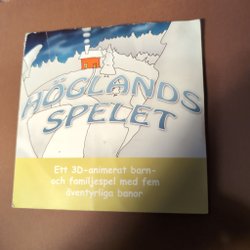 HÖGLANDS
SPELET
Ett 3D-animerat barn-
och familjespel med fem
äventyrliga banor